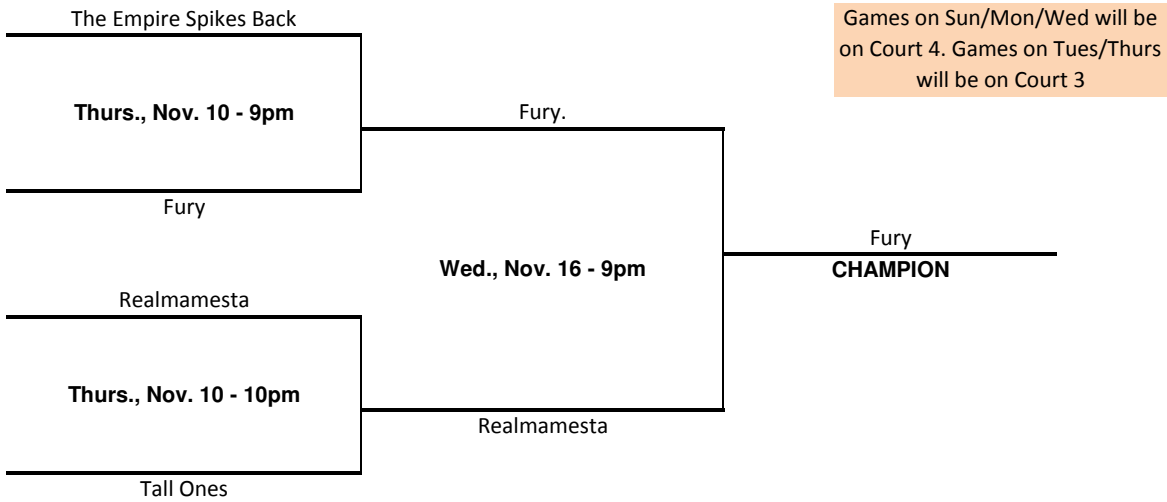 The Empire Spikes Back
Games on Sun/Mon/Wed will be
on Court 4. Games on Tues/Thurs
will be on Court 3
Thurs., Nov. 10 - 9pm
Fury.
Fury
Fury
Wed., Nov. 16 - 9pm
CHAMPION
Realmamesta
Thurs., Nov. 10 - 10pm
Realmamesta
Tall Ones